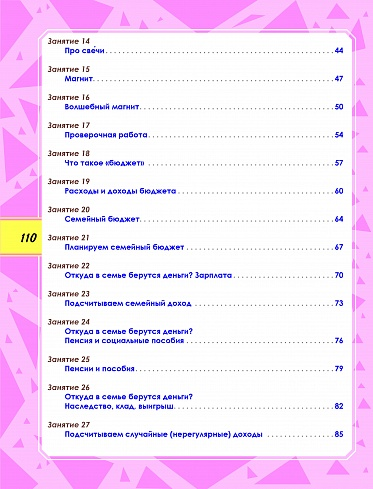 Занятие 14
Про све́чи 44
Занятие 15
Магнит 47
Занятие 16
Волшебный магнит 50
Занятие 17
Проверочная работа 54
Занятие 18
Что такое «бюджет» 57
Занятие 19
Расходы и доходы бюджета 60
Занятие 20
Семейный бюджет 64
110
Занятие 21
Планируем семейный бюджет 67
Занятие 22
Откуда в семье берутся деньги? Зарплата 70
Занятие 23
Подсчитываем семейный доход 73
Занятие 24
Откуда в семье берутся деньги?
Пенсия и социальные пособия 76
Занятие 25
Пенсии и пособия 79
Занятие 26
Откуда в семье берутся деньги?
Наследство, клад, выигрыш 82
Занятие 27
Подсчитываем случайные (нерегулярные) доходы 85